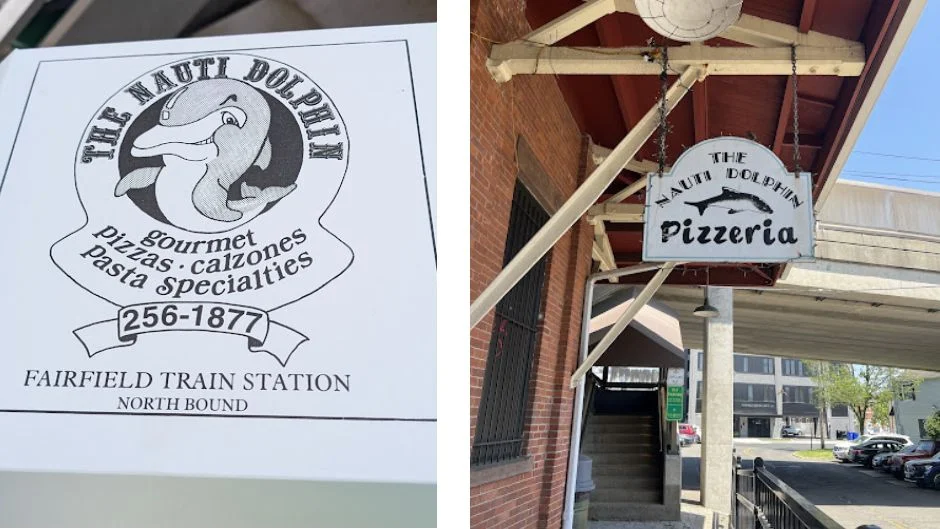 THE NAUTI DOLPHIN
gourmet
pizzas · calzones
pasta specialties
256-1877
FAIRFIELD TRAIN STATION
NORTH BOUND
THE
NAUTI DOLPHIN
Pizzeria